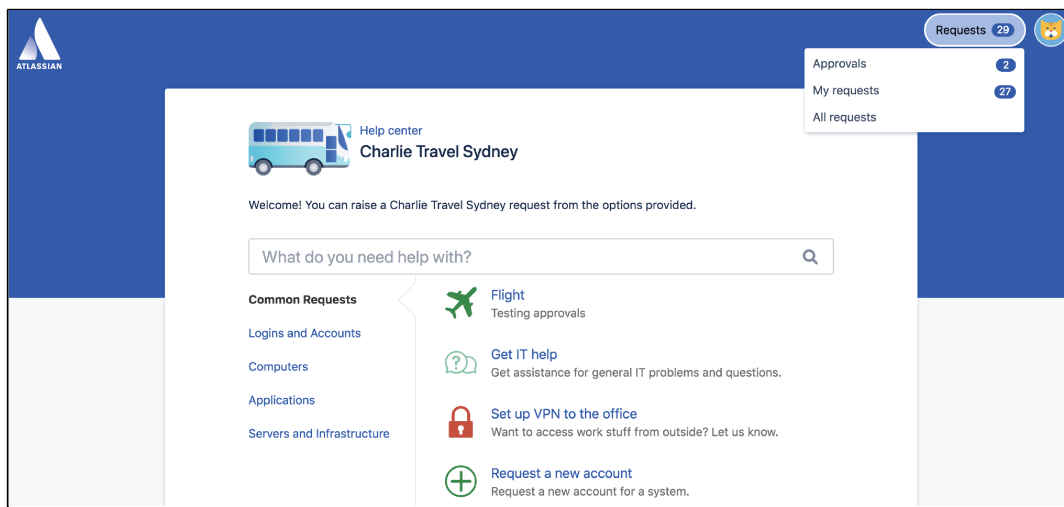 ATLASSIAN
Requests 29
Approvals 2
My requests 27
All requests
Help center
Charlie Travel Sydney
Welcome! You can raise a Charlie Travel Sydney request from the options provided.
What do you need help with?
Common Requests
Logins and Accounts
Computers
Applications
Servers and Infrastructure
Flight
Testing approvals
Get IT help
Get assistance for general IT problems and questions.
Set up VPN to the office
Want to access work stuff from outside? Let us know.
Request a new account
Request a new account for a system.